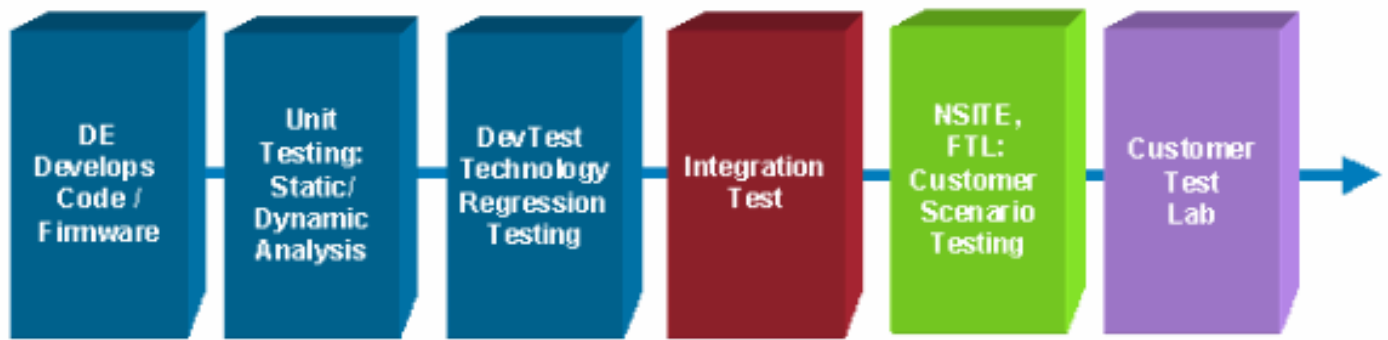 DE
Develops
Code /
Firmware
Unit
Testing:
Static/
Dynamic
Analysis
DevTest
Technology
Regression
Testing
Integration
Test
NSITE,
FTL:
Customer
Scenario
Testing
Customer
Test
Lab